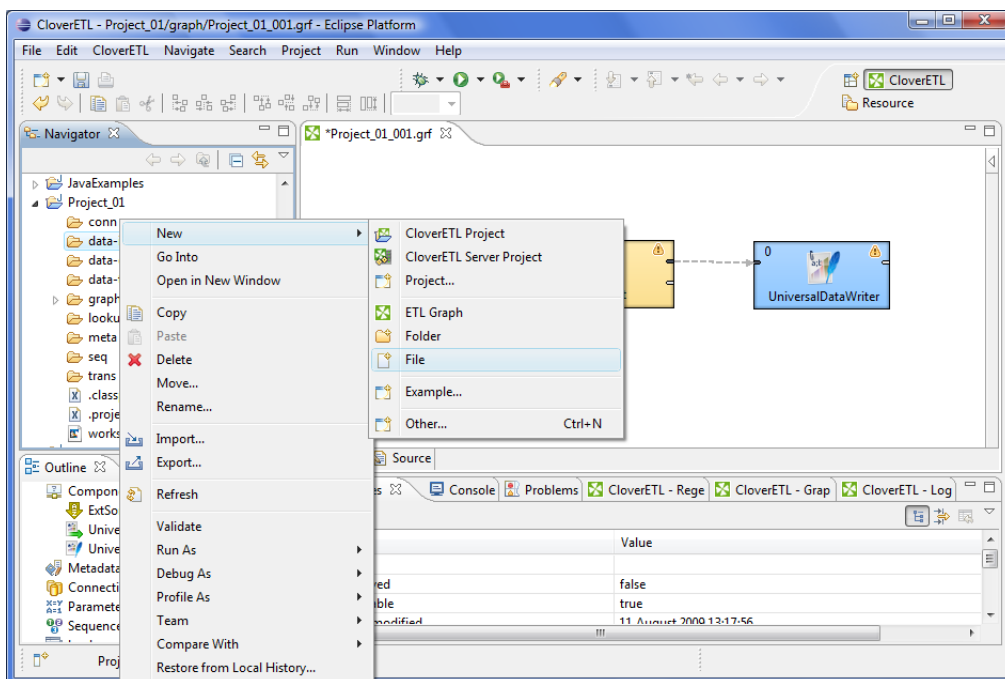 CloverETL - Project_01/graph/Project_01_001.grf - Eclipse Platform
File Edit CloverETL Navigate Search Project Run Window Help
CloverETL
Resource
Navigator
*Project_01_001.grf
JavaExamples
Project_01
conn
data-
data-
data-
graph
looku
meta
seq
trans
.class
.proje
works
New
Go Into
Open in New Window
Copy
Paste
Delete
Move...
Rename...
Import...
Export...
Refresh
Validate
Run As
Debug As
Profile As
Team
Compare With
Restore from Local History...
CloverETL Project
CloverETL Server Project
Project...
ETL Graph
Folder
File
Example...
Other... Ctrl+N
0
UniversalDataWriter
Source
Outline
Compon
ExtSo
Unive
Unive
Metadata
Connecti
X=Y
A=1
Paramete
Sequence
s Console Problems CloverETL - Rege CloverETL - Grap CloverETL - Log
Value
ved false
ble true
modified 11 August 2009 13:17:56
Proj